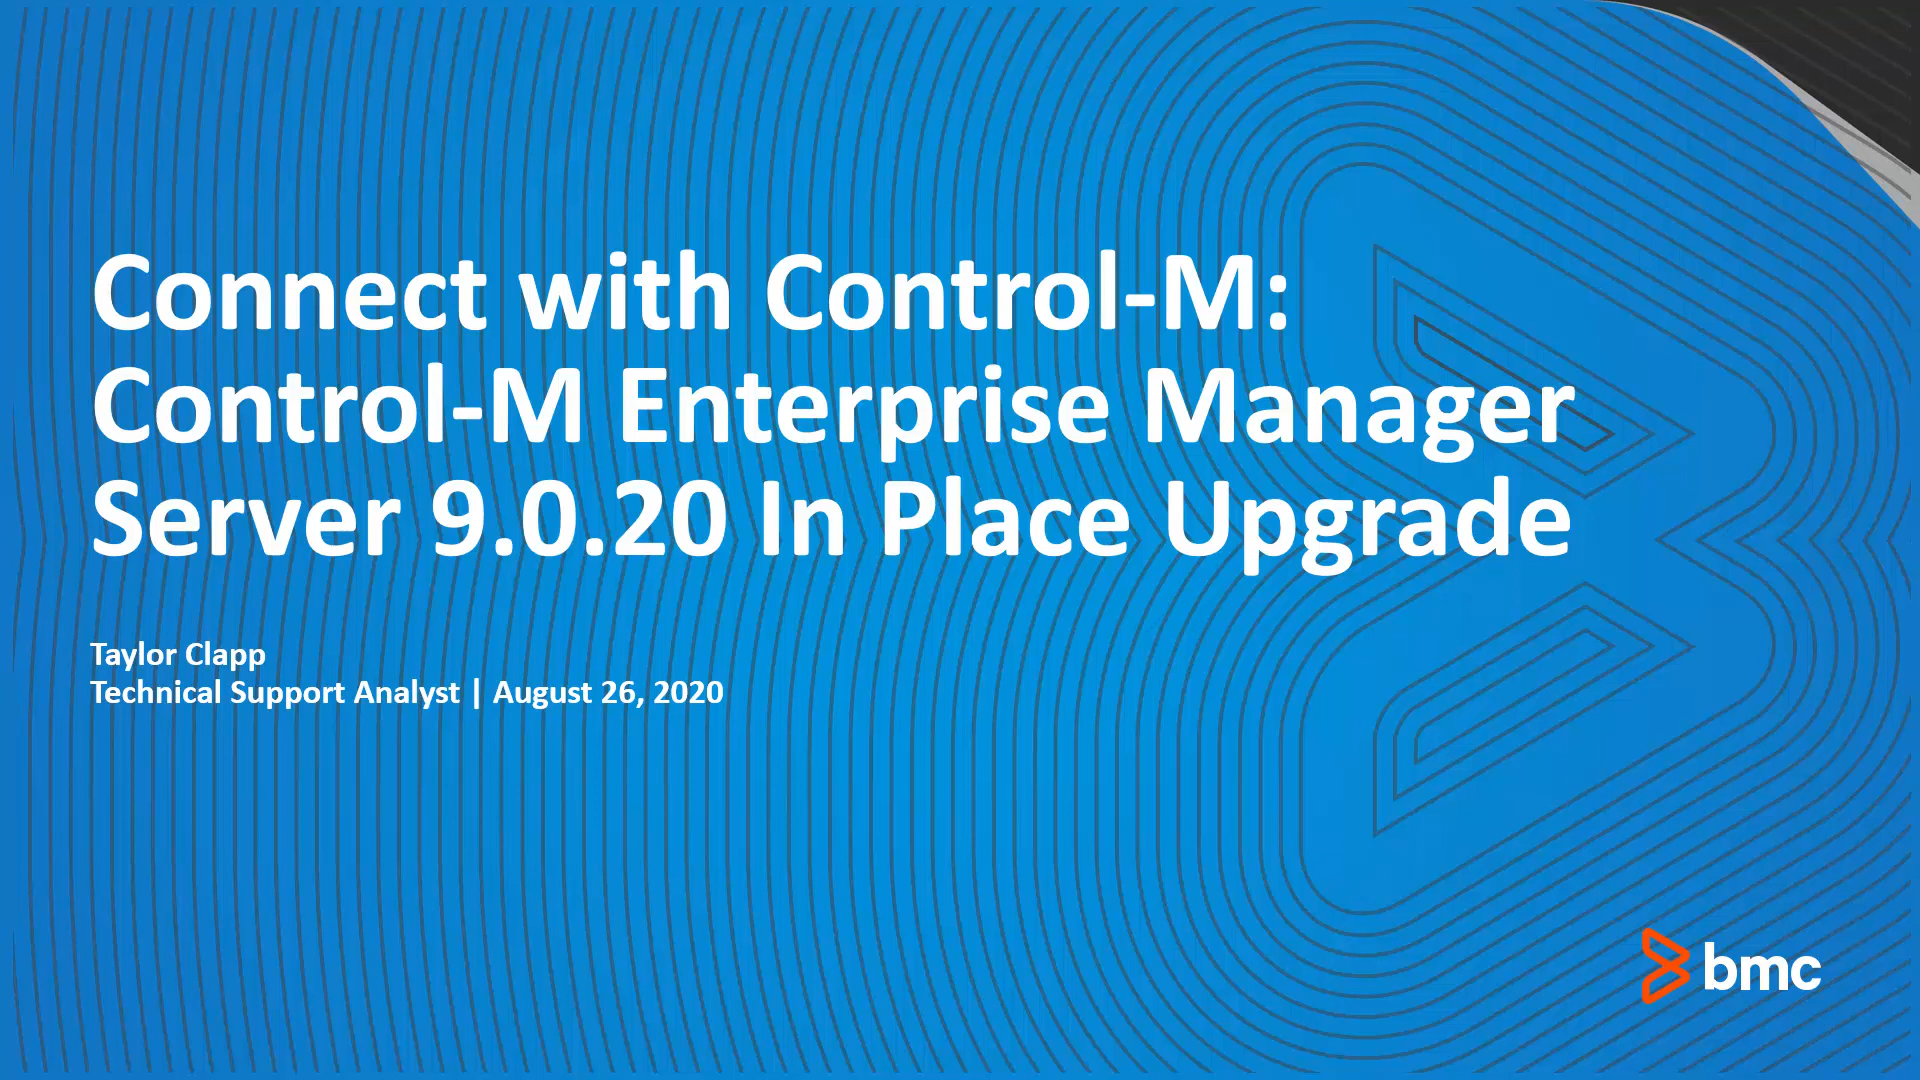 Connect with Control-M:
Control-M Enterprise Manager
Server 9.0.20 In Place Upgrade
Taylor Clapp
Technical Support Analyst | August 26, 2020
bmc